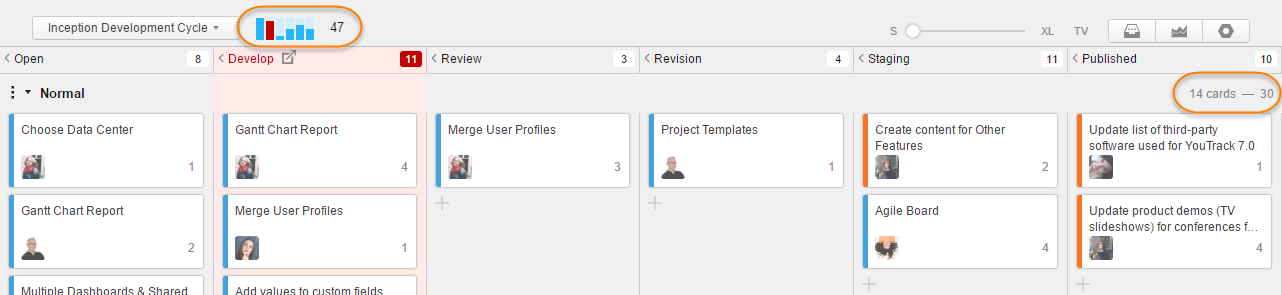 Inception Development Cycle
47
S
XL
TV
Open
8
Develop
11
Review
3
Revision
4
Staging
11
Published
10
Normal
14 cards — 30
Choose Data Center
1
Gantt Chart Report
4
Merge User Profiles
3
Project Templates
1
Create content for Other
Features
2
Update list of third-party
software used for YouTrack 7.0
1
Gantt Chart Report
2
Merge User Profiles
1
Agile Board
4
Update product demos (TV
slideshows) for conferences f...
4
Multiple Dashboards & Shared
Add values to custom fields